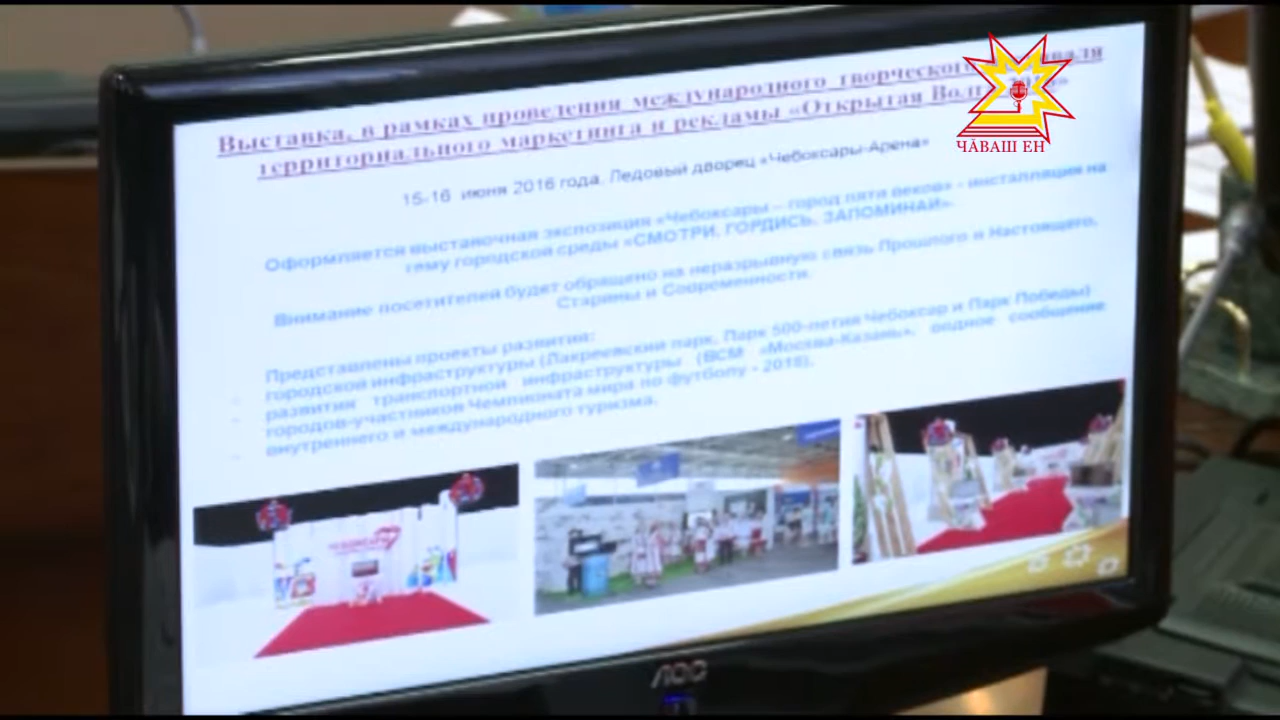 Выставка, в рамках проведения международного творческого
территориального маркетинга и рекламы «Открытая
ЧӐВАШ ЕН
15-16 июня 2016 года, Ледовый дворец «Чебоксары-Арена»
Оформляется выставочная экспозиция «Чебоксары – город пяти веков» - инсталляция на
тему городской среды «СМОТРИ, ГОРДИСЬ, ЗАПОМИНАЙ».
Внимание посетителей будет обращено на неразрывную связь Прошлого и Настоящего,
Старины и Современности.
Представлены проекты развития:
городской инфраструктуры (Лакреевский парк, Парк 500-летия Чебоксар и Парк Победы)
развития транспортной инфраструктуры (ВСМ «Москва-Казань», водное сообщение
городов-участников Чемпионата мира по футболу - 2018),
внутреннего и международного туризма.
AOC